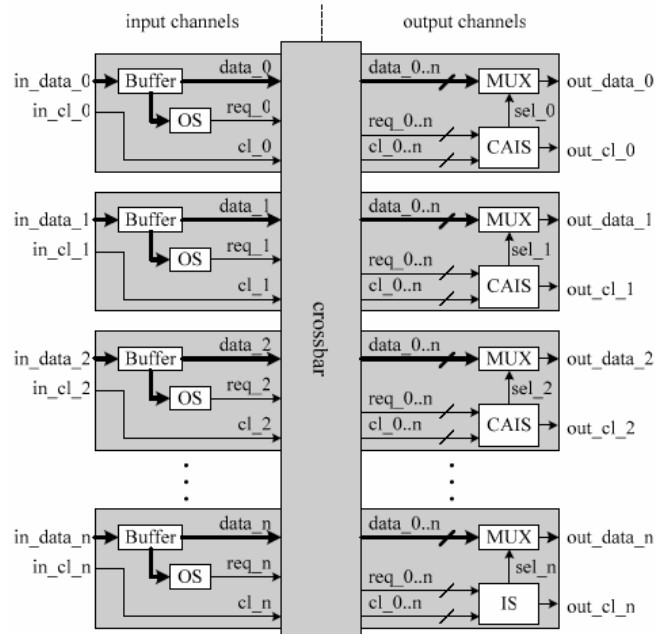 input channels
output channels
in_data_0
Buffer
data_0
in_cl_0
OS
req_0
cl_0
data_0..n
MUX
out_data_0
sel_0
req_0..n
cl_0..n
CAIS
out_cl_0
in_data_1
Buffer
data_1
in_cl_1
OS
req_1
cl_1
data_0..n
MUX
out_data_1
sel_1
req_0..n
cl_0..n
CAIS
out_cl_1
crossbar
in_data_2
Buffer
data_2
in_cl_2
OS
req_2
cl_2
data_0..n
MUX
out_data_2
sel_2
req_0..n
cl_0..n
CAIS
out_cl_2
in_data_n
Buffer
data_n
in_cl_n
OS
req_n
cl_n
data_0..n
MUX
out_data_n
sel_n
req_0..n
cl_0..n
IS
out_cl_n